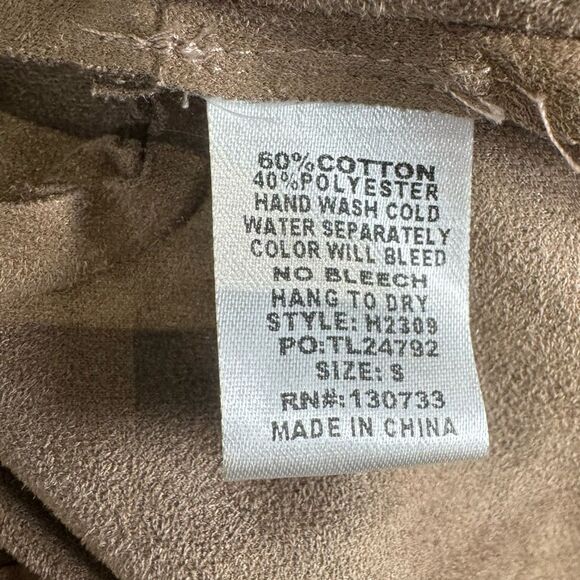 60%COTTON
40%POLYESTER
HAND WASH COLD
WATER SEPARATELY
COLOR WILL BLEED
NO BLEECH
HANG TO DRY
STYLE: H2309
PO:TL24792
SIZE: S
RN#: 130733
MADE IN CHINA